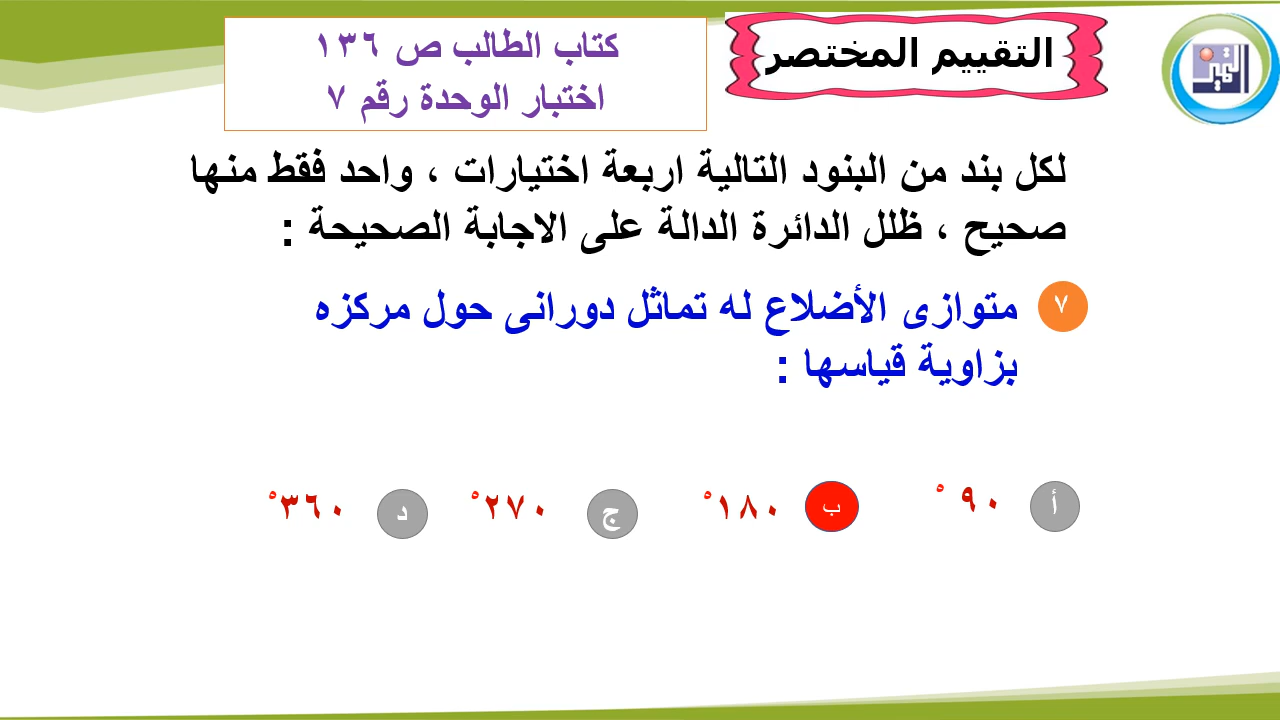 التقييم المختصر
كتاب الطالب ص ١٣٦
اختبار الوحدة رقم ٧
التميز
لكل بند من البنود التالية اربعة اختيارات ، واحد فقط منها
صحيح ، ظلل الدائرة الدالة على الاجابة الصحيحة :
٧ متوازى الأضلاع له تماثل دورانى حول مركزه
بزاوية قياسها :
أ ٩٠ ° ب ١٨٠° ج ٢٧٠° د ٣٦٠°